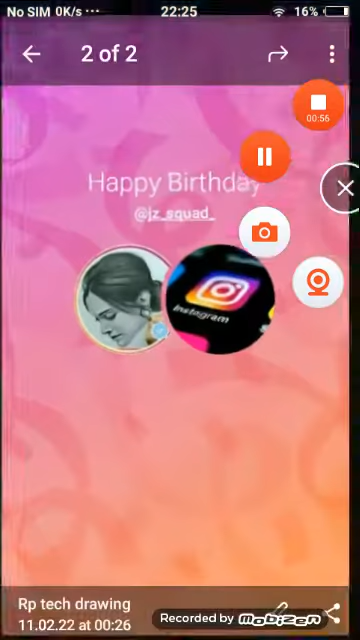 No SIM 0K/s ••• 22:25 16%
2 of 2
00:56
Happy Birthday
@jz_squad_
Instagram
Rp tech drawing
11.02.22 at 00:26
Recorded by MOBIZEN